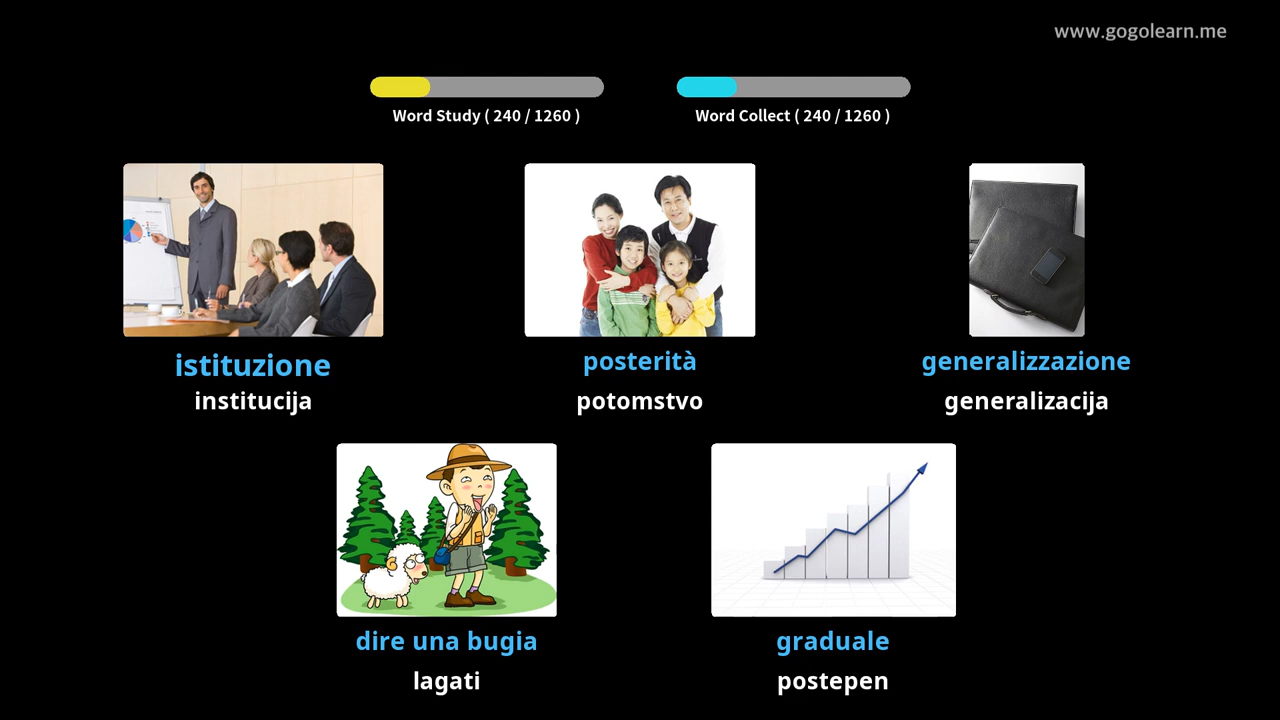 www.gogolearn.me
Word Study ( 240 / 1260 )
Word Collect ( 240 / 1260 )
istituzione
institucija
posterità
potomstvo
generalizzazione
generalizacija
dire una bugia
lagati
graduale
postepen